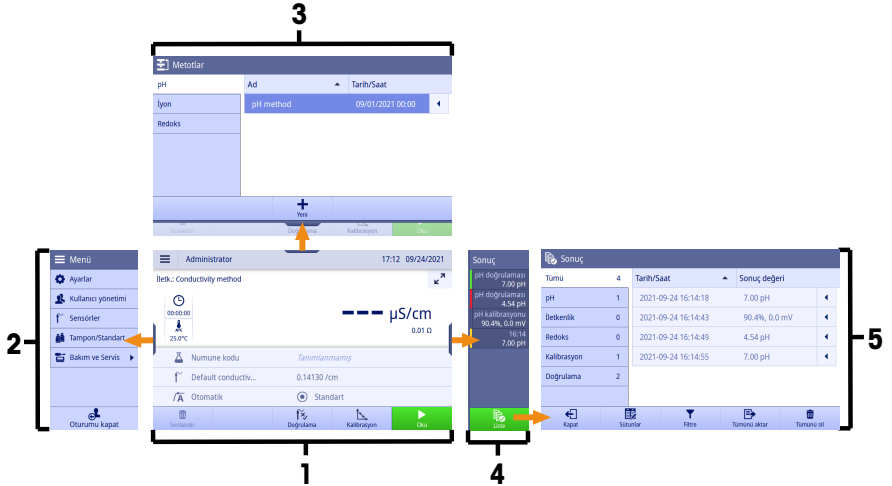 3
Metotlar
pH
İyon
Redoks
Ad
Tarih/Saat
pH method
09/01/2021 00:00
Yeni
Sonlandır
Doğrulama
Kalibrasyon
Oku
2
Menü
Ayarlar
Kullanıcı yönetimi
Sensörler
Tampon/Standart
Bakım ve Servis
Oturumu kapat
Administrator
17:12 09/24/2021
İletk.: Conductivity method
00:00:00
ATC
25.0°C
--- µS/cm
0.01 Ω
Numune kodu
Tanımlanmamış
Default conductiv...
0.14130 /cm
Otomatik
Standart
Sonlandır
Doğrulama
Kalibrasyon
Oku
1
Sonuç
pH doğrulaması
7.00 pH
pH doğrulaması
4.54 pH
pH kalibrasyonu
90.4%, 0.0 mV
16:14
7.00 pH
Liste
4
Sonuç
Tümü 4
pH 1
İletkenlik 0
Redoks 0
Kalibrasyon 1
Doğrulama 2
Tarih/Saat
Sonuç değeri
2021-09-24 16:14:18 7.00 pH
2021-09-24 16:14:43 90.4%, 0.0 mV
2021-09-24 16:14:49 4.54 pH
2021-09-24 16:14:55 7.00 pH
Kapat
Sütunlar
Filtre
Tümünü aktar
Tümünü sil
5